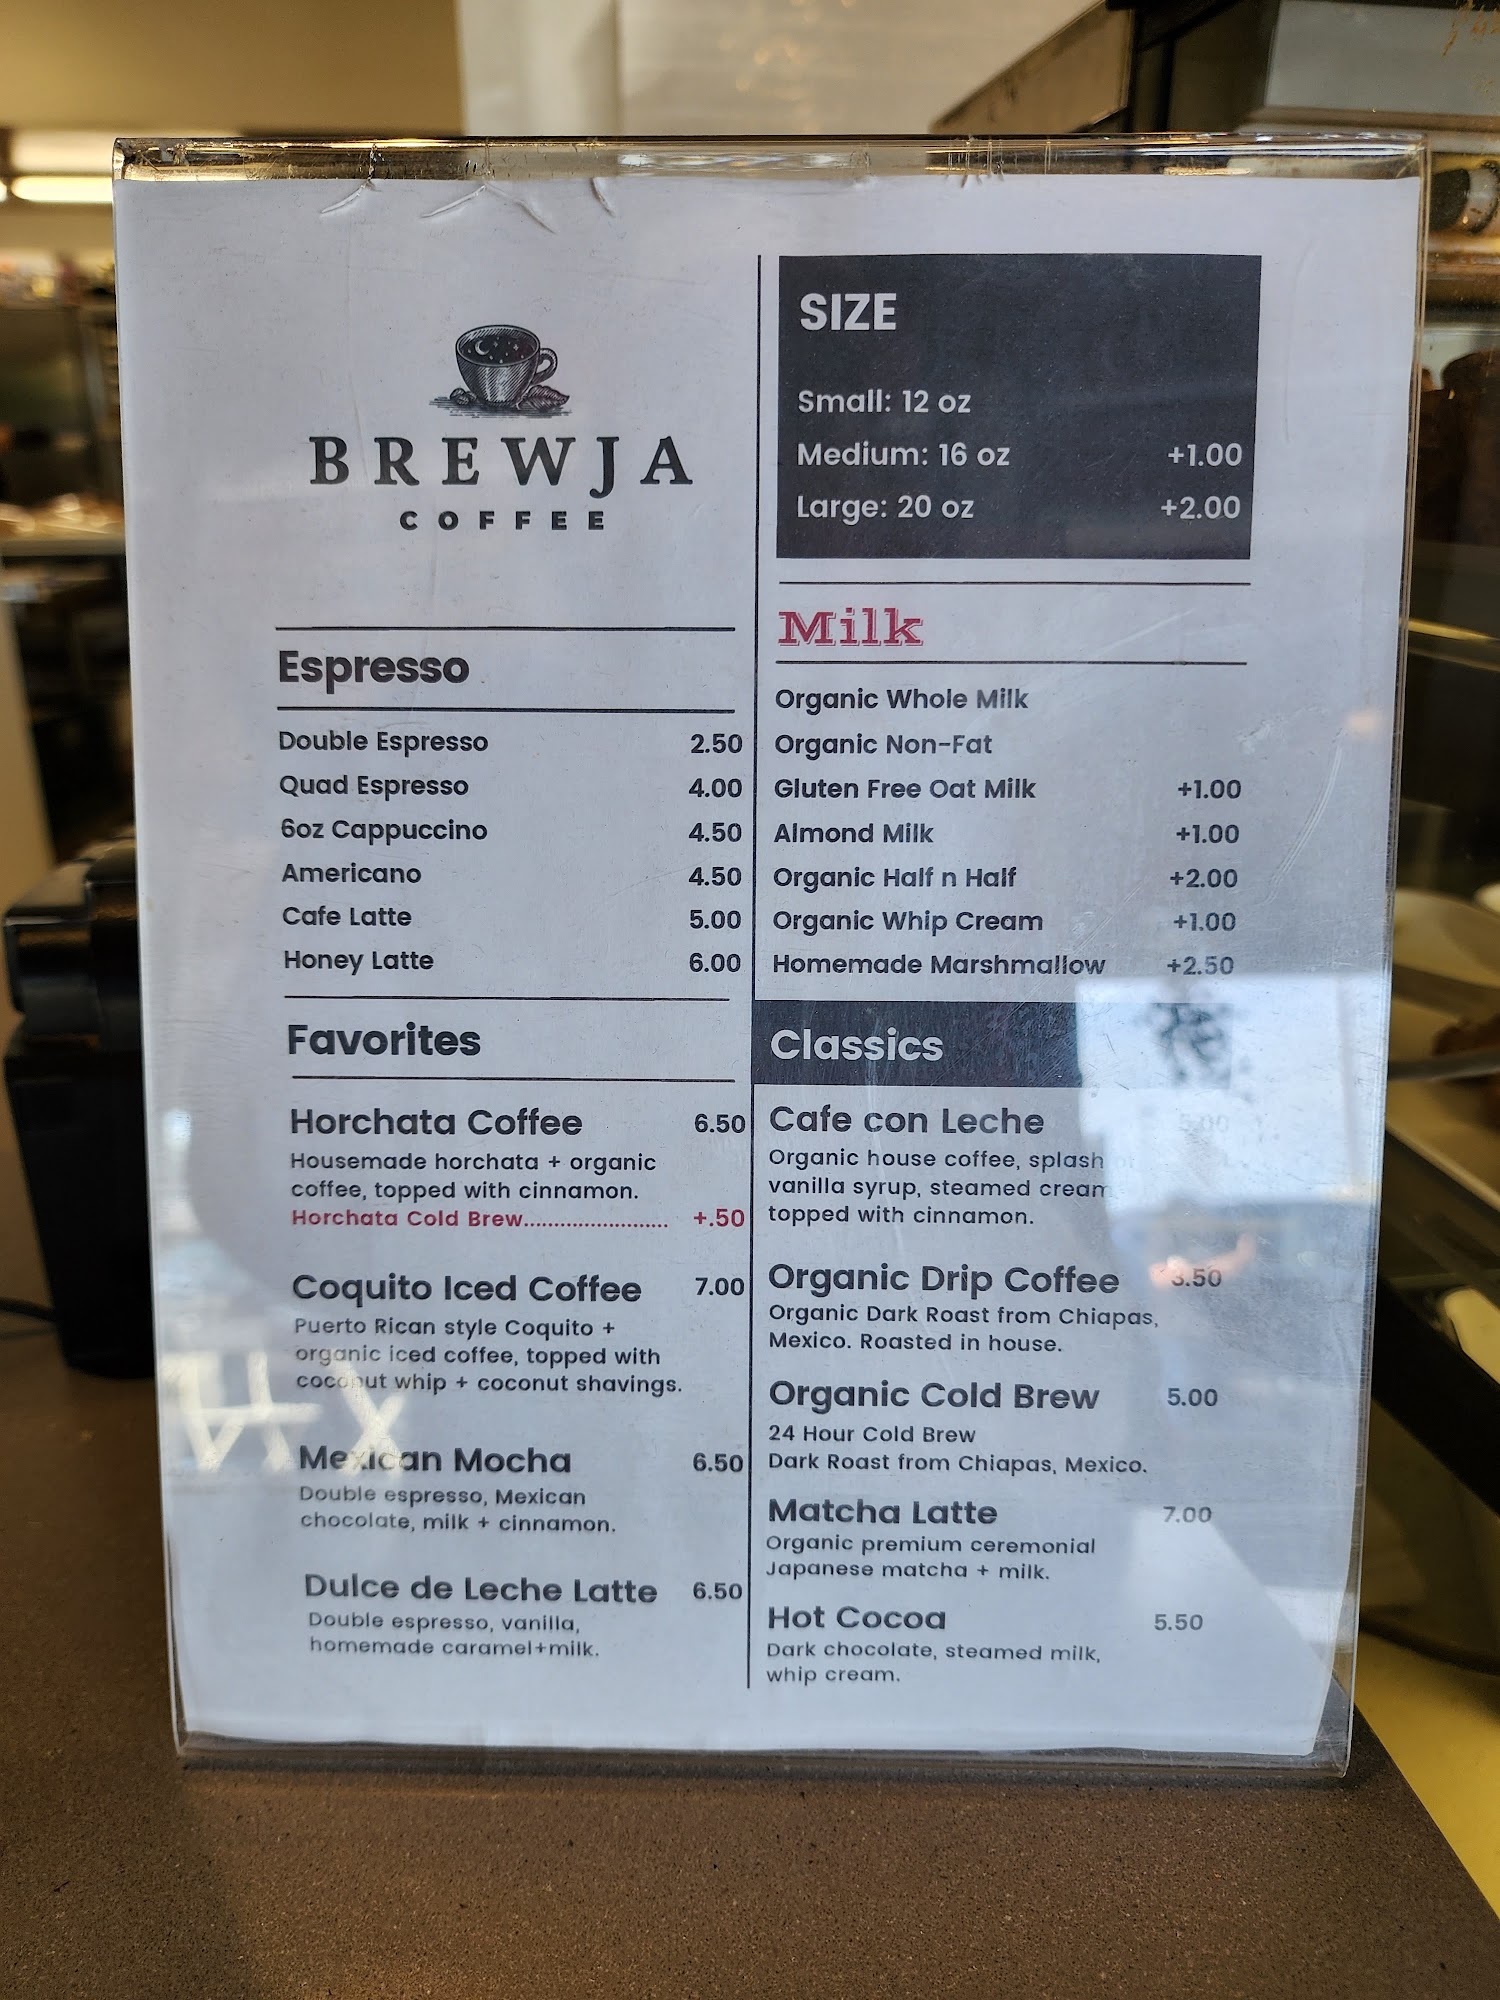 BREWJA
COFFEE
Espresso
Double Espresso 2.50
Quad Espresso 4.00
6oz Cappuccino 4.50
Americano 4.50
Cafe Latte 5.00
Honey Latte 6.00
Favorites
Horchata Coffee 6.50
Housemade horchata + organic
coffee, topped with cinnamon.
Horchata Cold Brew........................ +.50
Coquito Iced Coffee 7.00
Puerto Rican style Coquito +
organic iced coffee, topped with
coconut whip + coconut shavings.
Mexican Mocha 6.50
Double espresso, Mexican
chocolate, milk + cinnamon.
Dulce de Leche Latte 6.50
Double espresso, vanilla,
homemade caramel+milk.
SIZE
Small: 12 oz
Medium: 16 oz +1.00
Large: 20 oz +2.00
Milk
Organic Whole Milk
Organic Non-Fat
Gluten Free Oat Milk +1.00
Almond Milk +1.00
Organic Half n Half +2.00
Organic Whip Cream +1.00
Homemade Marshmallow +2.50
Classics
Cafe con Leche 5.00
Organic house coffee, splash of
vanilla syrup, steamed cream
topped with cinnamon.
Organic Drip Coffee 3.50
Organic Dark Roast from Chiapas,
Mexico. Roasted in house.
Organic Cold Brew 5.00
24 Hour Cold Brew
Dark Roast from Chiapas, Mexico.
Matcha Latte 7.00
Organic premium ceremonial
Japanese matcha + milk.
Hot Cocoa 5.50
Dark chocolate, steamed milk,
whip cream.